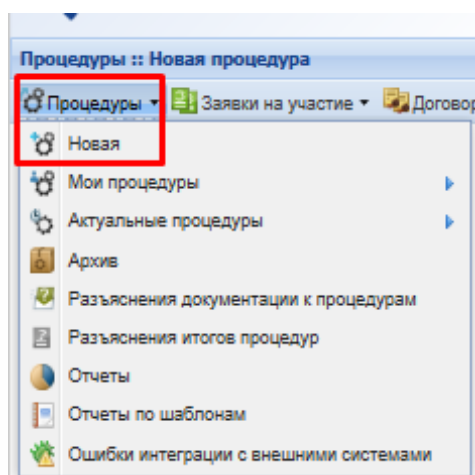 Процедуры :: Новая процедура
Процедуры Заявки на участие Договор
Новая
Мои процедуры
Актуальные процедуры
Архив
Разъяснения документации к процедурам
Разъяснения итогов процедур
Отчеты
Отчеты по шаблонам
Ошибки интеграции с внешними системами